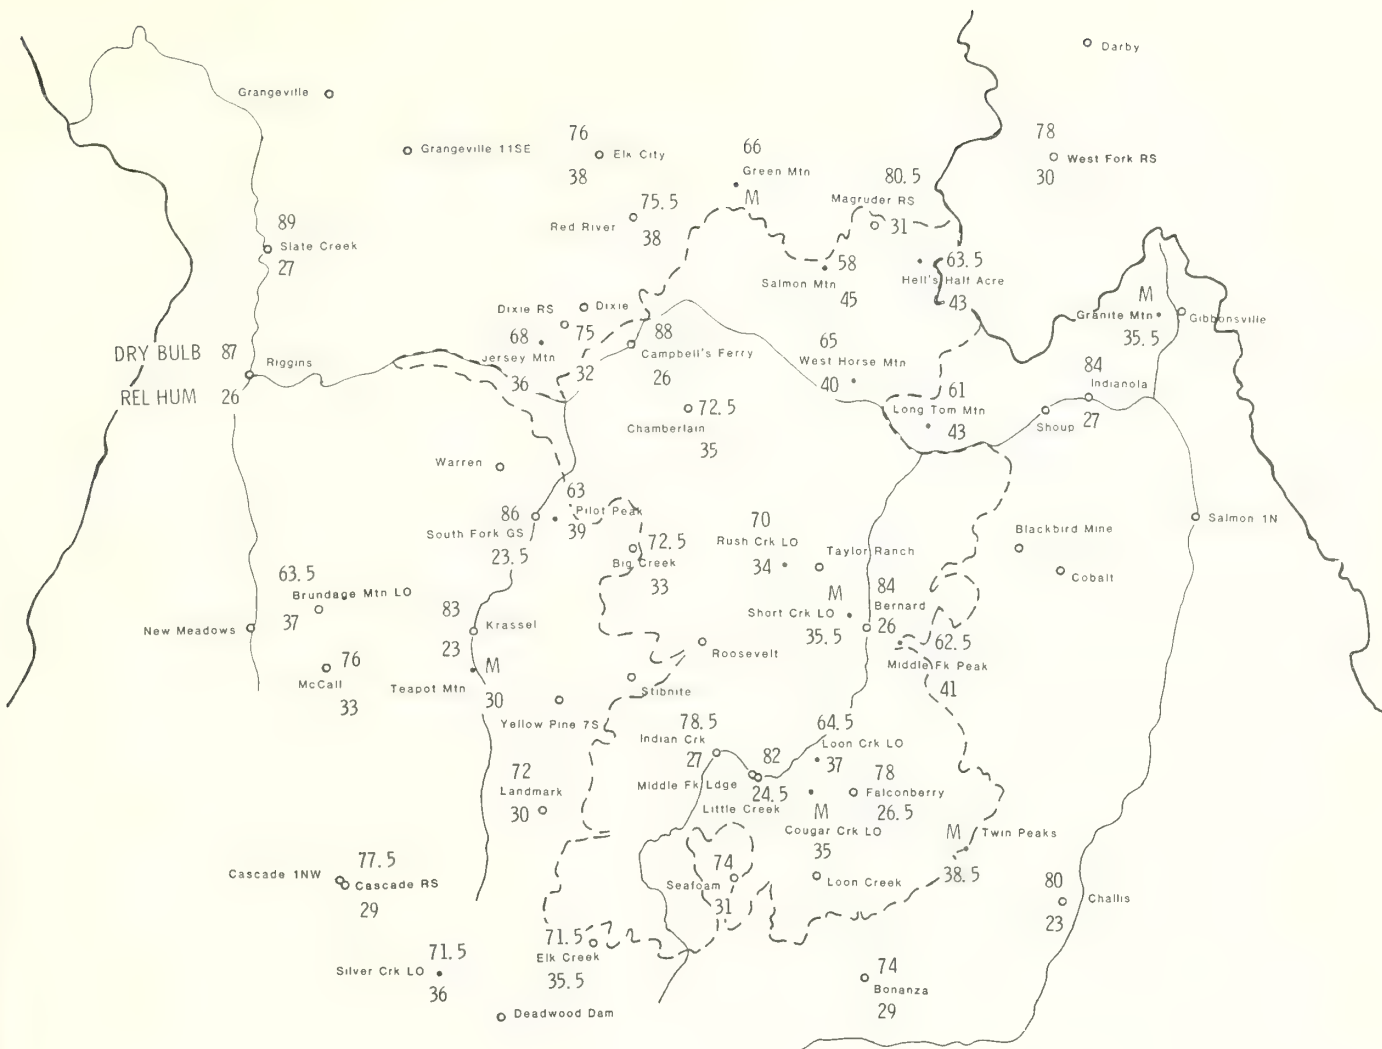 Darby
Grangeville
Grangeville 11SE
76
Elk City
38
66
Green Mtn
M
78
West Fork RS
30
80.5
Magruder RS
31
75.5
Red River
38
89
Slate Creek
27
58
Salmon Mtn
45
63.5
Hell's Half Acre
43
M
Granite Mtn
35.5
Gibbonsville
Dixie RS
75
32
Dixie
68
Jersey Mtn
36
88
Campbell's Ferry
26
65
West Horse Mtn
40
DRY BULB 87
Riggins
REL HUM 26
84
Indianola
27
61
Long Tom Mtn
43
Shoup
72.5
Chamberlain
35
Warren
63
Pilot Peak
39
86
South Fork GS
23.5
70
Rush Crk LO
34
Taylor Ranch
Blackbird Mine
Salmon 1N
72.5
Big Creek
33
Cobalt
63.5
Brundage Mtn LO
37
M
Short Crk LO
35.5
84
Bernard
26
83
Krassel
23
New Meadows
Roosevelt
62.5
Middle Fk Peak
41
76
McCall
33
M
Teapot Mtn
30
Stibnite
Yellow Pine 7S
78.5
Indian Crk
27
64.5
Loon Crk LO
37
82
Middle Fk Ldge
24.5
Little Creek
72
Landmark
30
78
Falconberry
26.5
M
Cougar Crk LO
35
M
Twin Peaks
38.5
77.5
Cascade 1NW
Cascade RS
29
74
Seafoam
31
Loon Creek
80
Challis
23
71.5
Elk Creek
35.5
71.5
Silver Crk LO
36
74
Bonanza
29
Deadwood Dam